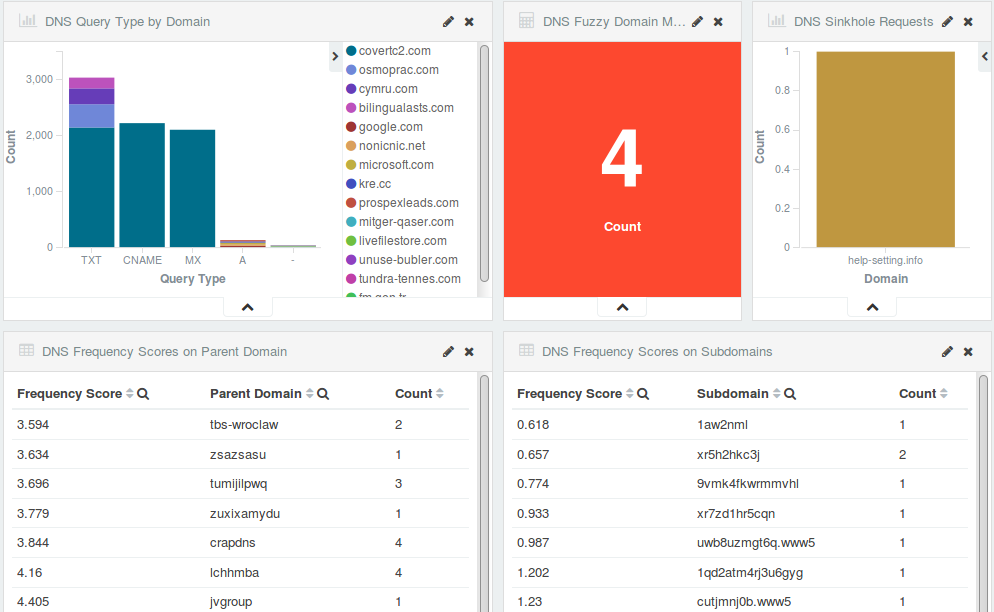 DNS Query Type by Domain
Count
3,000
2,000
1,000
0
TXT
CNAME
MX
A
-
Query Type
covertc2.com
osmoprac.com
cymru.com
bilingualasts.com
google.com
nonicnic.net
microsoft.com
kre.cc
prospexleads.com
mitger-qaser.com
livefilestore.com
unuse-bubler.com
tundra-tennes.com
DNS Fuzzy Domain M...
4
Count
DNS Sinkhole Requests
Count
1
0.8
0.6
0.4
0.2
0
help-setting.info
Domain
DNS Frequency Scores on Parent Domain
Frequency Score Parent Domain Count
3.594 tbs-wroclaw 2
3.634 zsazsasu 1
3.696 tumijilpwq 3
3.779 zuxixamydu 1
3.844 crapdns 4
4.16 lchhmba 4
4.405 jvgroup 1
DNS Frequency Scores on Subdomains
Frequency Score Subdomain Count
0.618 1aw2nml 1
0.657 xr5h2hkc3j 2
0.774 9vmk4fkwrmmvhl 1
0.933 xr7zd1hr5cqn 1
0.987 uwb8uzmgt6q.www5 1
1.202 1qd2atm4rj3u6gyg 1
1.23 cutjmnj0b.www5 1